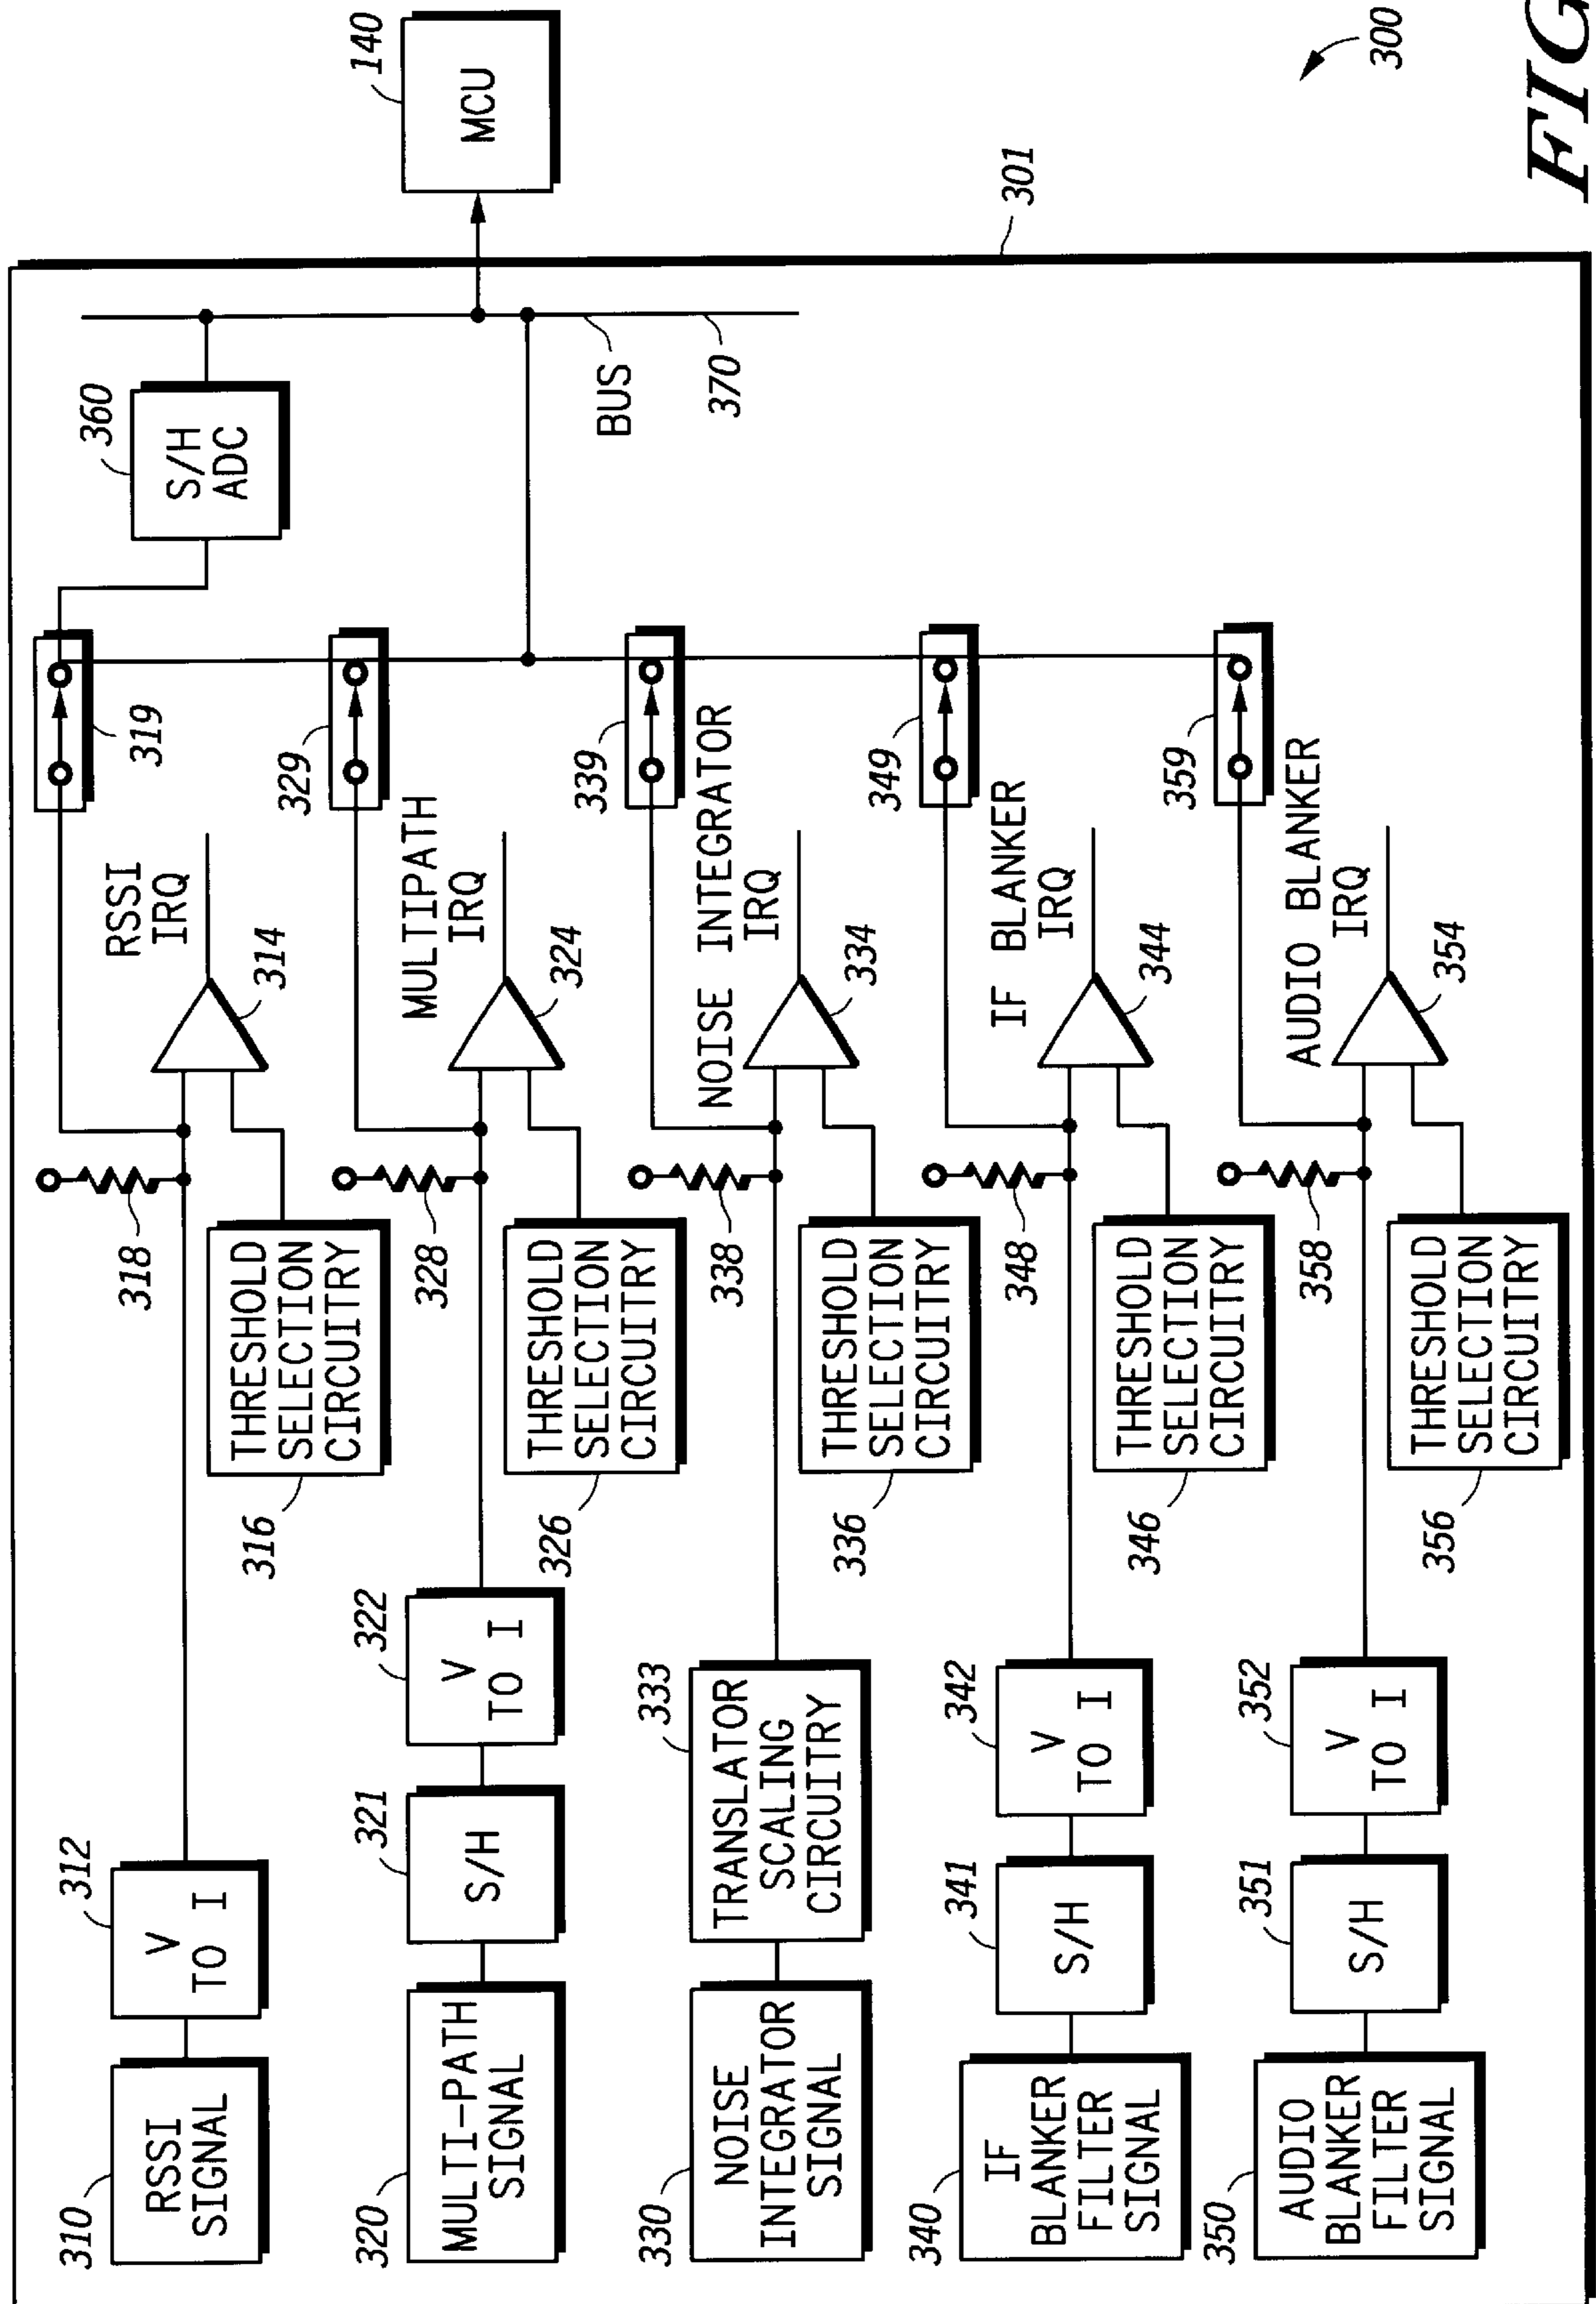 310
RSSI
SIGNAL
312
V
TO I
318
316
THRESHOLD
SELECTION
CIRCUITRY
RSSI
IRQ
314
319
360
S/H
ADC
140
MCU
320
MULTI-PATH
SIGNAL
321
S/H
322
V
TO I
328
326
THRESHOLD
SELECTION
CIRCUITRY
MULTIPATH
IRQ
324
329
BUS
370
330
NOISE
INTEGRATOR
SIGNAL
333
TRANSLATOR
SCALING
CIRCUITRY
338
336
THRESHOLD
SELECTION
CIRCUITRY
NOISE INTEGRATOR
IRQ
334
339
340
IF
BLANKER
FILTER
SIGNAL
341
S/H
342
V
TO I
348
346
THRESHOLD
SELECTION
CIRCUITRY
IF BLANKER
IRQ
344
349
301
350
AUDIO
BLANKER
FILTER
SIGNAL
351
S/H
352
V
TO I
358
356
THRESHOLD
SELECTION
CIRCUITRY
AUDIO BLANKER
IRQ
354
359
300
FIG